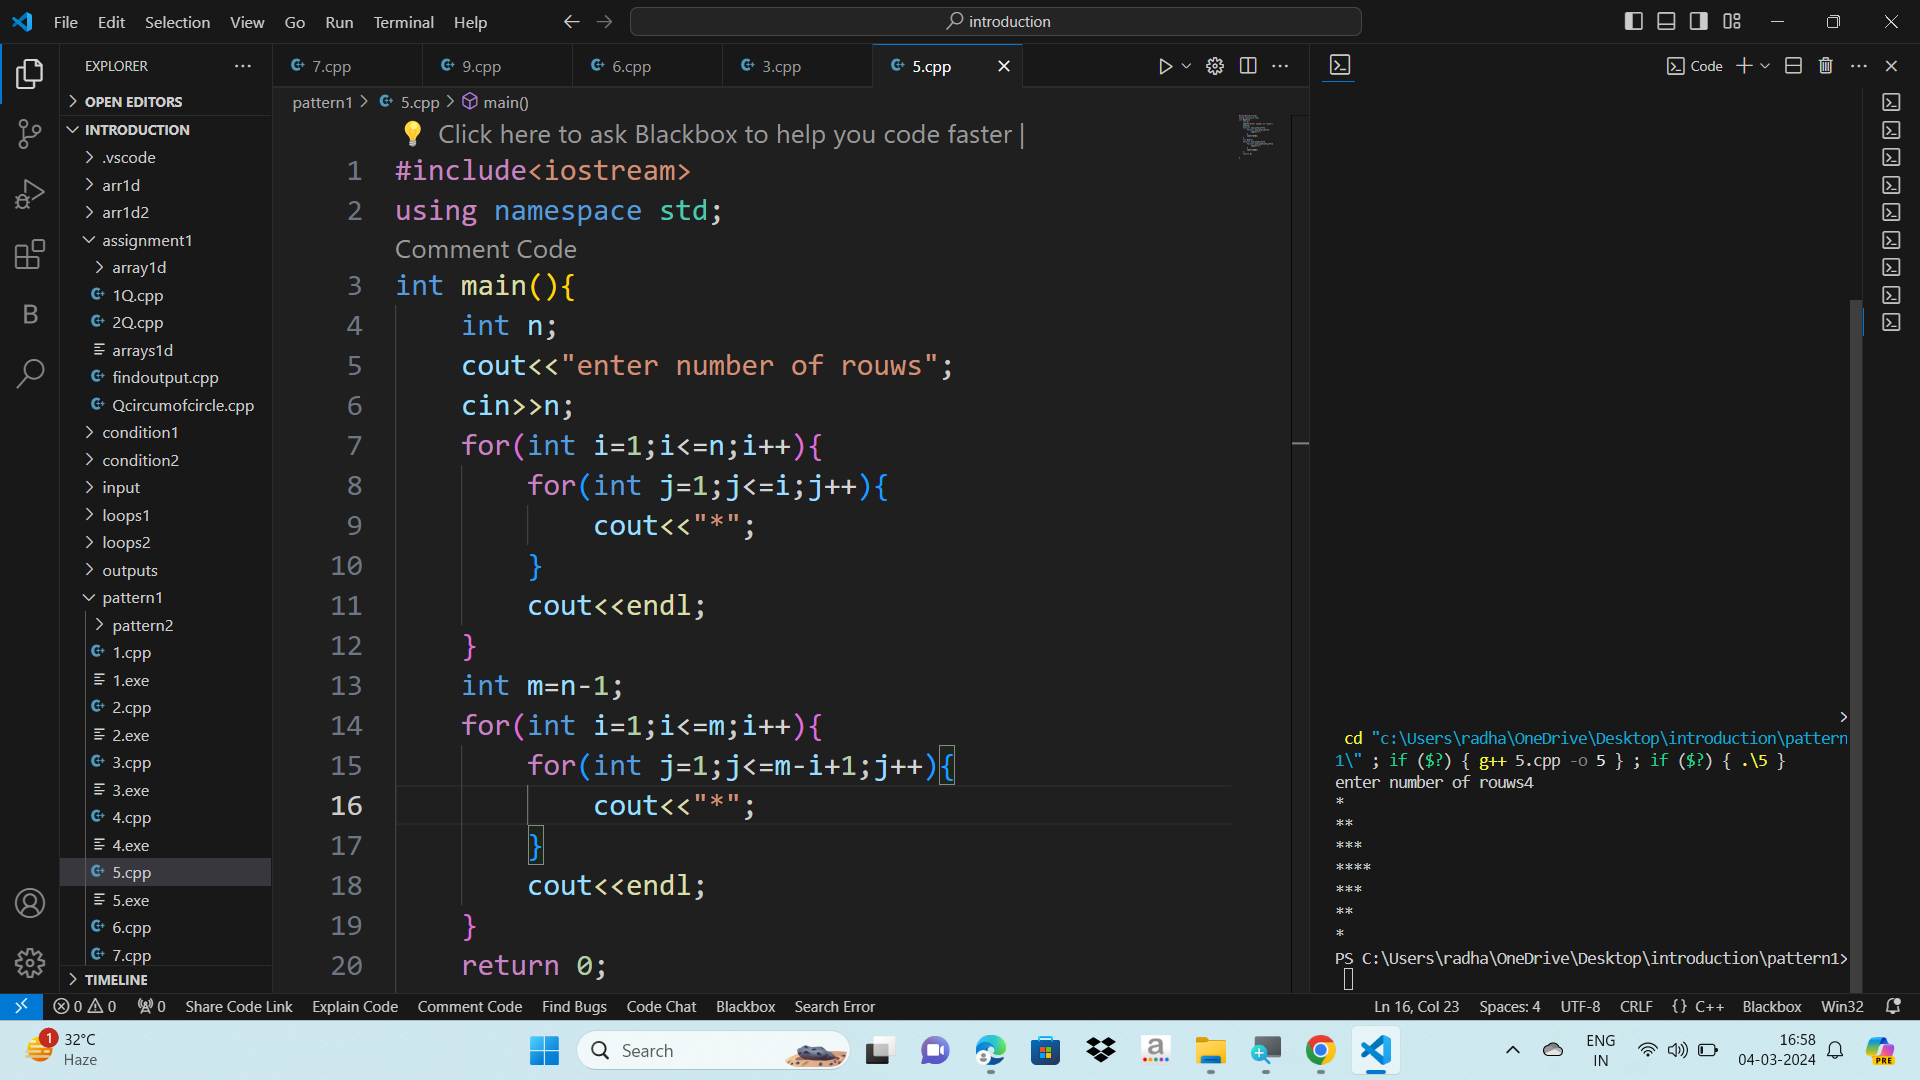 File Edit Selection View Go Run Terminal Help
introduction
EXPLORER
OPEN EDITORS
INTRODUCTION
.vscode
arr1d
arr1d2
assignment1
array1d
1Q.cpp
2Q.cpp
arrays1d
findoutput.cpp
Qcircumofcircle.cpp
condition1
condition2
input
loops1
loops2
outputs
pattern1
pattern2
1.cpp
1.exe
2.cpp
2.exe
3.cpp
3.exe
4.cpp
4.exe
5.cpp
5.exe
6.cpp
7.cpp
TIMELINE
7.cpp 9.cpp 6.cpp 3.cpp 5.cpp
pattern1 > 5.cpp > main()
Click here to ask Blackbox to help you code faster |
1 #include<iostream>
2 using namespace std;
Comment Code
3 int main(){
4 int n;
5 cout<<"enter number of rouws";
6 cin>>n;
7 for(int i=1;i<=n;i++){
8 for(int j=1;j<=i;j++){
9 cout<<"*";
10 }
11 cout<<endl;
12 }
13 int m=n-1;
14 for(int i=1;i<=m;i++){
15 for(int j=1;j<=m-i+1;j++){
16 cout<<"*";
17 }
18 cout<<endl;
19 }
20 return 0;
Code
>
cd "c:\Users\radha\OneDrive\Desktop\introduction\pattern
1\" ; if ($?) { g++ 5.cpp -o 5 } ; if ($?) { .\5 }
enter number of rouws4
*
**
***
****
***
**
*
PS C:\Users\radha\OneDrive\Desktop\introduction\pattern1>
0 0 0 Share Code Link Explain Code Comment Code Find Bugs Code Chat Blackbox Search Error Ln 16, Col 23 Spaces: 4 UTF-8 CRLF {} C++ Blackbox Win32
1
32°C
Haze
Search
a
ENG
IN
16:58
04-03-2024
PRE